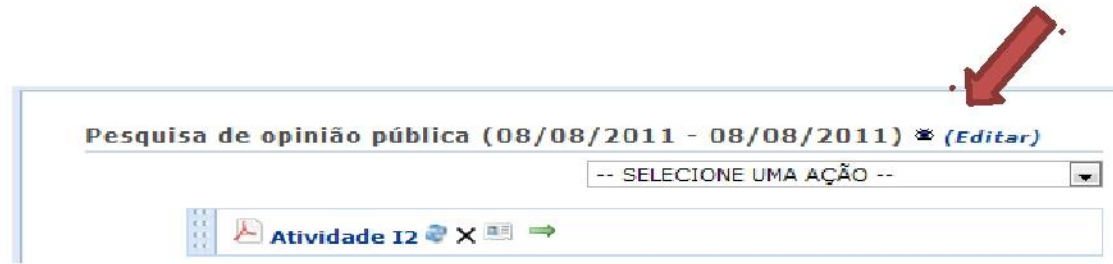 Pesquisa de opinião pública (08/08/2011 - 08/08/2011) (Editar)
-- SELECIONE UMA AÇÃO --
Atividade I2